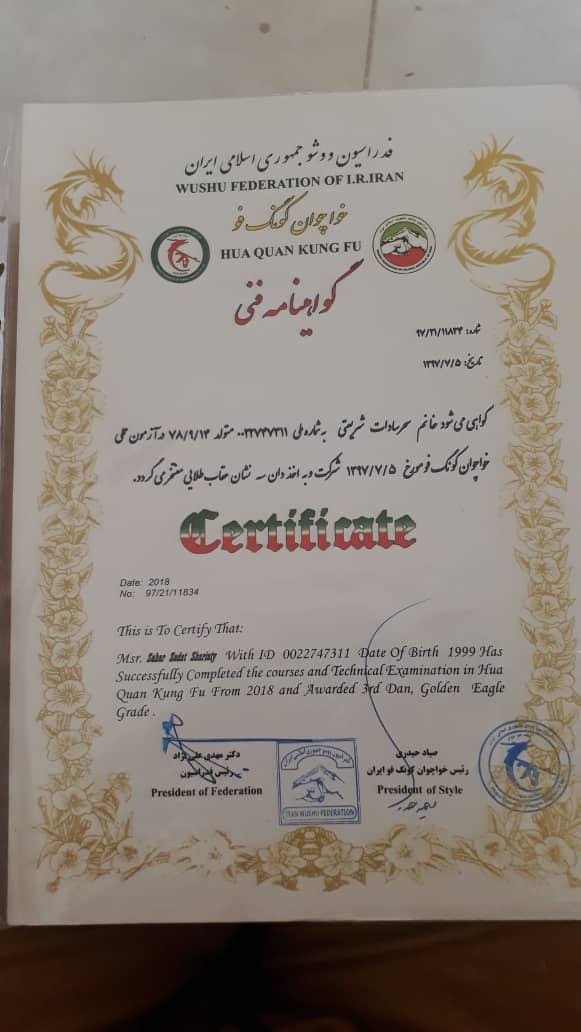 فدراسیون ووشو جمهوری اسلامی ایران
WUSHU FEDERATION OF I.R.IRAN
خواچوان کونگ فو
HUA QUAN KUNG FU
گواهینامه فنی
شماره: ۹۷/۲۱/۱۱۸۳۴
تاریخ: ۱۳۹۷/۷/۵
گواهی می شود خانم سحرسادات شریعتی به شماره ملی ۰۰۲۲۷۴۷۳۱۱ متولد ۷۸/۹/۱۴ در آزمون عملی
خواچوان کونگ فو مورخ ۱۳۹۷/۷/۵ شرکت و به اخذ دان سه نشان عقاب طلایی مفتخر می گردد.
Certificate
Date: 2018
No: 97/21/11834
This is To Certify That:
Msr. Sahar Sadat Shariaty With ID 0022747311 Date Of Birth 1999 Has
Successfully Completed the courses and Technical Examination in Hua
Quan Kung Fu From 2018 and Awarded 3rd Dan, Golden Eagle
Grade .
دکتر مهدی علی نژاد
رئیس فدراسیون
President of Federation
IRAN WUSHU FEDERATION
صیاد حیدری
رئیس خواچوان کونگ فو ایران
President of Style